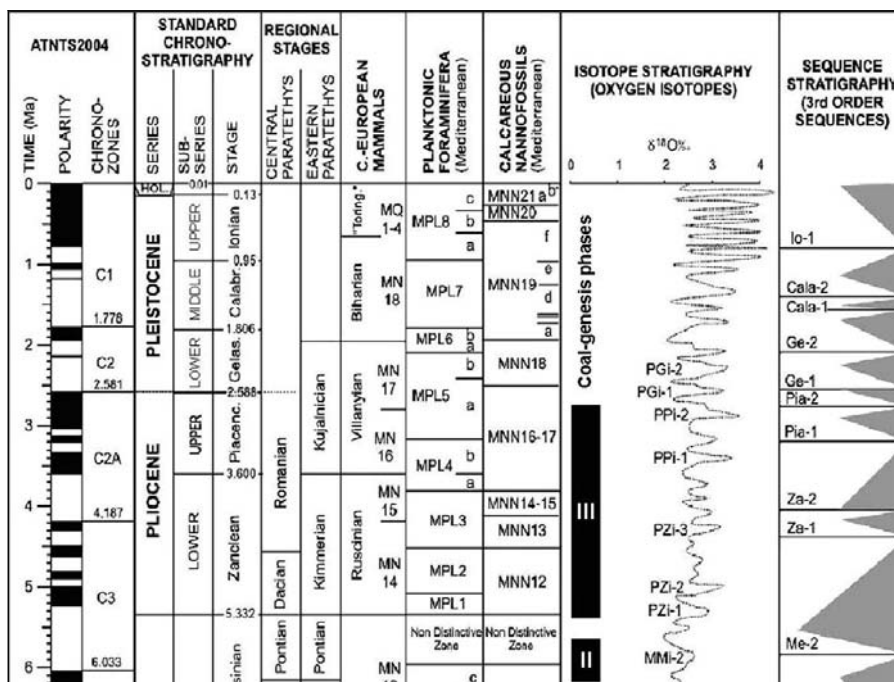 ATNTS2004
STANDARD CHRONO-STRATIGRAPHY
REGIONAL STAGES
TIME (Ma)
POLARITY
CHRONO-ZONES
SERIES
SUB-SERIES
STAGE
CENTRAL PARATETHYS
EASTERN PARATETHYS
C.-EUROPEAN MAMMALS
PLANKTONIC FORAMINIFERA (Mediterranean)
CALCAREOUS NANNOFOSSILS (Mediterranean)
ISOTOPE STRATIGRAPHY (OXYGEN ISOTOPES)
SEQUENCE STRATIGRAPHY (3rd ORDER SEQUENCES)
δ18O‰
0 1 2 3 4
0
1
2
3
4
5
6
C1
1.778
C2
2.581
C2A
4.187
C3
6.033
HOL.
PLEISTOCENE
PLIOCENE
UPPER
MIDDLE
LOWER
UPPER
LOWER
0.01
0.13
Ionian
0.95
Calabr.
1.806
Gelas.
2.588
Piacenc.
3.600
Zanclean
5.332
sinian
Romanian
Dacian
Pontian
Kujalnician
Kimmerian
Pontian
"Toring."
Biharian
Villanyian
Ruscinian
MQ 1-4
MN 18
MN 17
MN 16
MN 15
MN 14
MN
MPL8
c
b
a
MPL7
MPL6
b
a
MPL5
b
a
MPL4
b
a
MPL3
MPL2
MPL1
Non Distinctive Zone
c
MNN21 a b
MNN20
MNN19
f
e
d
a
MNN18
MNN16-17
MNN14-15
MNN13
MNN12
Non Distinctive Zone
Coal-genesis phases
III
II
PGi-2
PGi-1
PPi-2
PPi-1
PZi-3
PZi-2
PZi-1
MMi-2
Io-1
Cala-2
Cala-1
Ge-2
Ge-1
Pia-2
Pia-1
Za-2
Za-1
Me-2